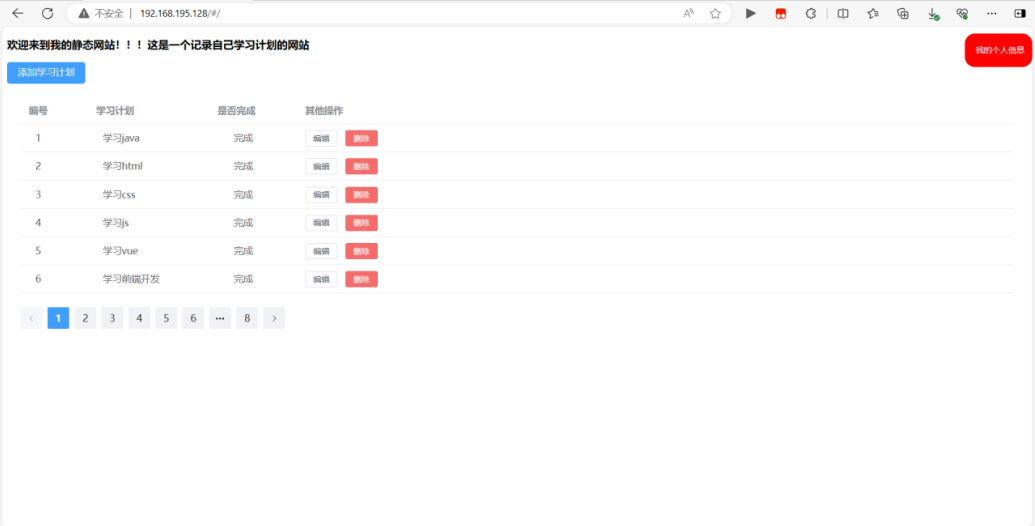 不安全 192.168.195.128/#/
欢迎来到我的静态网站！！！这是一个记录自己学习计划的网站
我的个人信息
添加学习计划
编号 学习计划 是否完成 其他操作
1 学习java 完成 编辑 删除
2 学习html 完成 编辑 删除
3 学习css 完成 编辑 删除
4 学习js 完成 编辑 删除
5 学习vue 完成 编辑 删除
6 学习前端开发 完成 编辑 删除
1 2 3 4 5 6 ••• 8